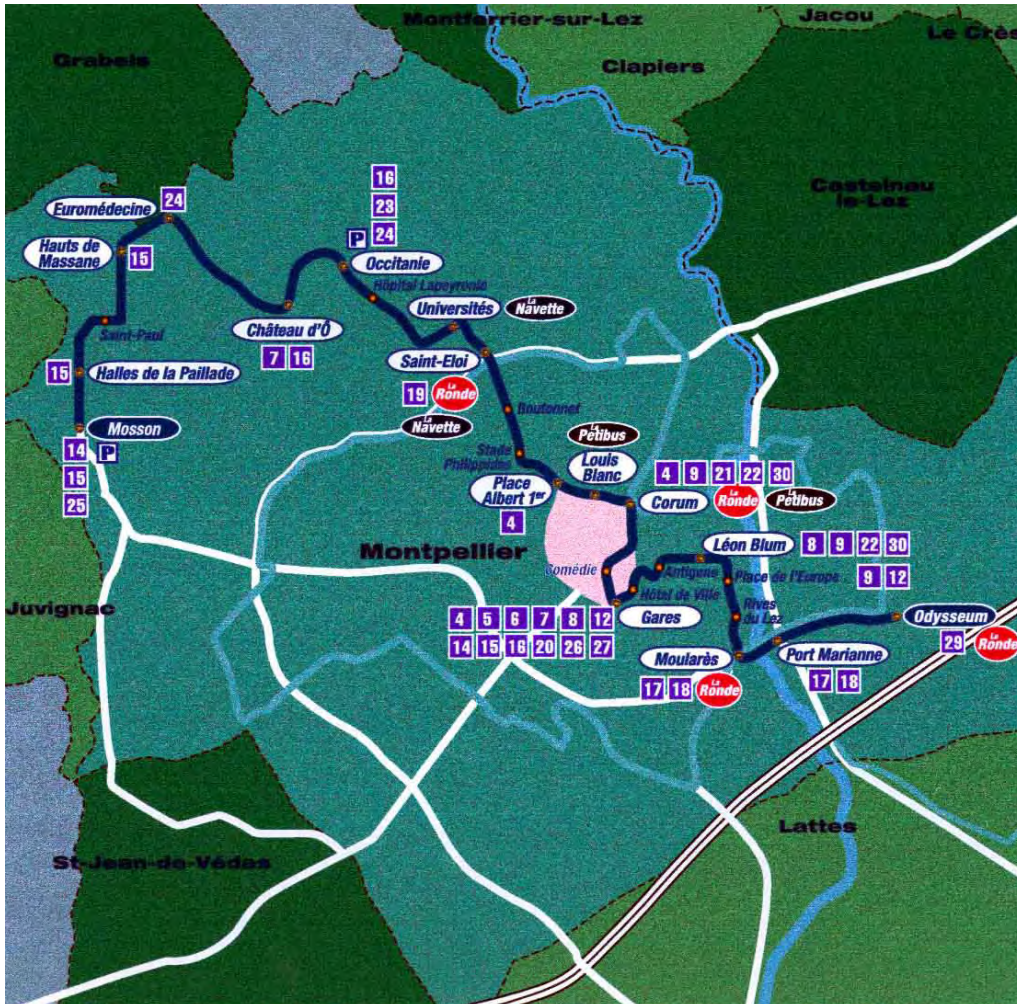 Montferrier-sur-Lez
Jacou
Le Crès
Grabels
Clapiers
Castelnau
le-Lez
16
23
24
P
Occitanie
24
Euromédecine
Hauts de
Massane
15
Hôpital Lapeyronie
Universités
La
Navette
Saint-Paul
Château d'Ô
7 16
Saint-Eloi
19
La
Ronde
La
Navette
15
Halles de la Paillade
Boutonnet
Mosson
14
P
15
25
La
Petibus
Louis
Blanc
Stade
Philippides
Place
Albert 1er
4
4 9 21 22 30
Corum
La
Ronde
La
Petibus
Montpellier
Léon Blum
8 9 22 30
Comédie
Antigone
Place de l'Europe
9 12
Hôtel de Ville
Juvignac
4 5 6 7 8 12
14 15 16 20 26 27
Gares
Rives
du Lez
Odysseum
29
La
Ronde
Moularès
17 18
La
Ronde
Port Marianne
17 18
Lattes
St-Jean-de-Védas